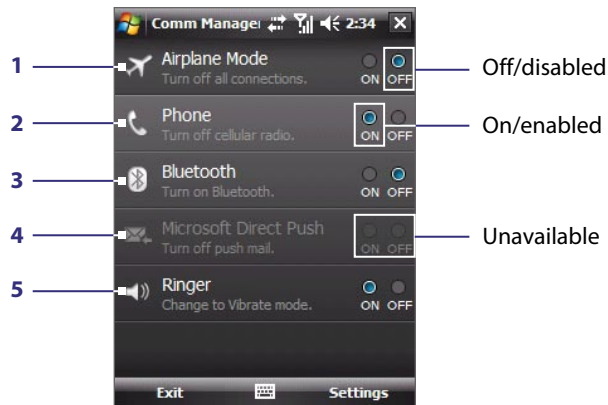 Comm Manager 2:34
1 Airplane Mode
Turn off all connections.
ON OFF
Off/disabled
2 Phone
Turn off cellular radio.
ON OFF
On/enabled
3 Bluetooth
Turn on Bluetooth.
ON OFF
4 Microsoft Direct Push
Turn off push mail.
ON OFF
Unavailable
5 Ringer
Change to Vibrate mode.
ON OFF
Exit Settings